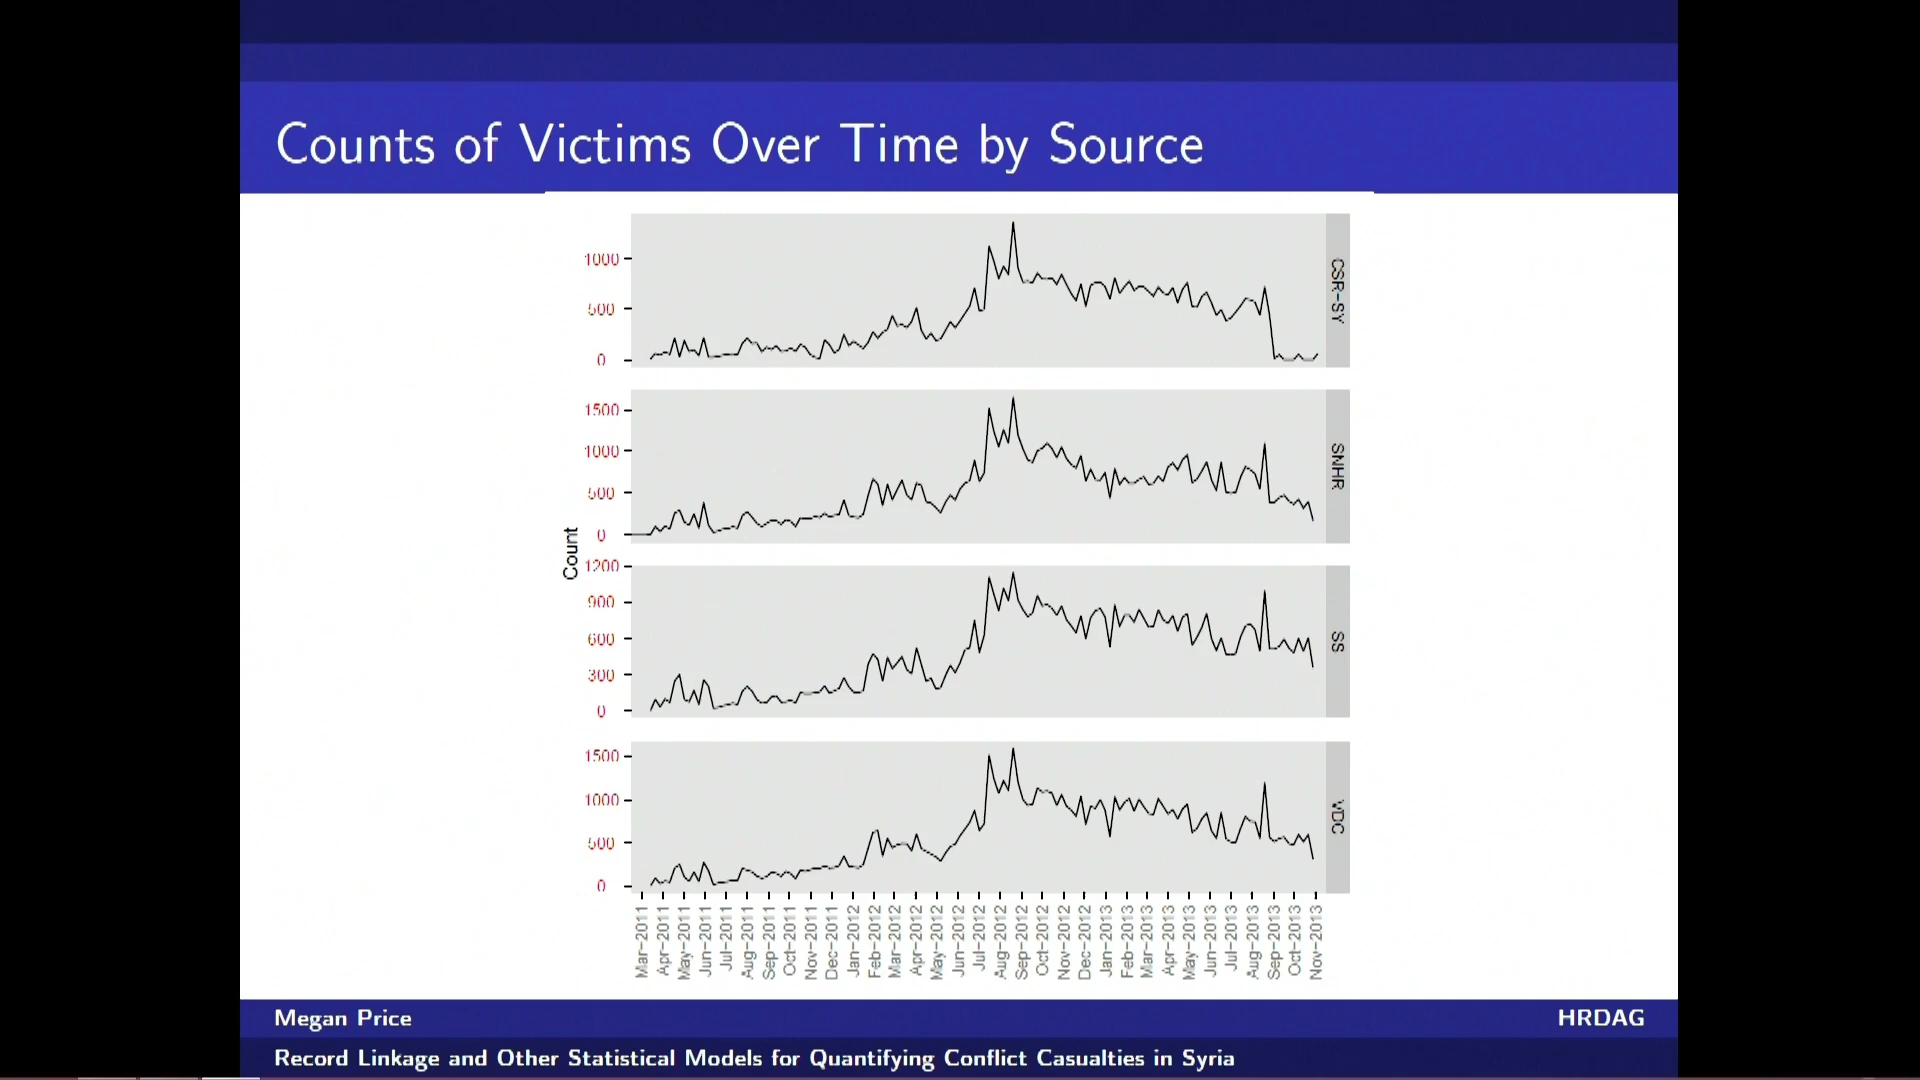 Counts of Victims Over Time by Source
1000
500
0
CSR-SY
1500
1000
500
0
SNHR
Count
1200
900
600
300
0
SS
1500
1000
500
0
VDC
Mar-2011
Apr-2011
May-2011
Jun-2011
Jul-2011
Aug-2011
Sep-2011
Oct-2011
Nov-2011
Dec-2011
Jan-2012
Feb-2012
Mar-2012
Apr-2012
May-2012
Jun-2012
Jul-2012
Aug-2012
Sep-2012
Oct-2012
Nov-2012
Dec-2012
Jan-2013
Feb-2013
Mar-2013
Apr-2013
May-2013
Jun-2013
Jul-2013
Aug-2013
Sep-2013
Oct-2013
Nov-2013
Megan Price
HRDAG
Record Linkage and Other Statistical Models for Quantifying Conflict Casualties in Syria